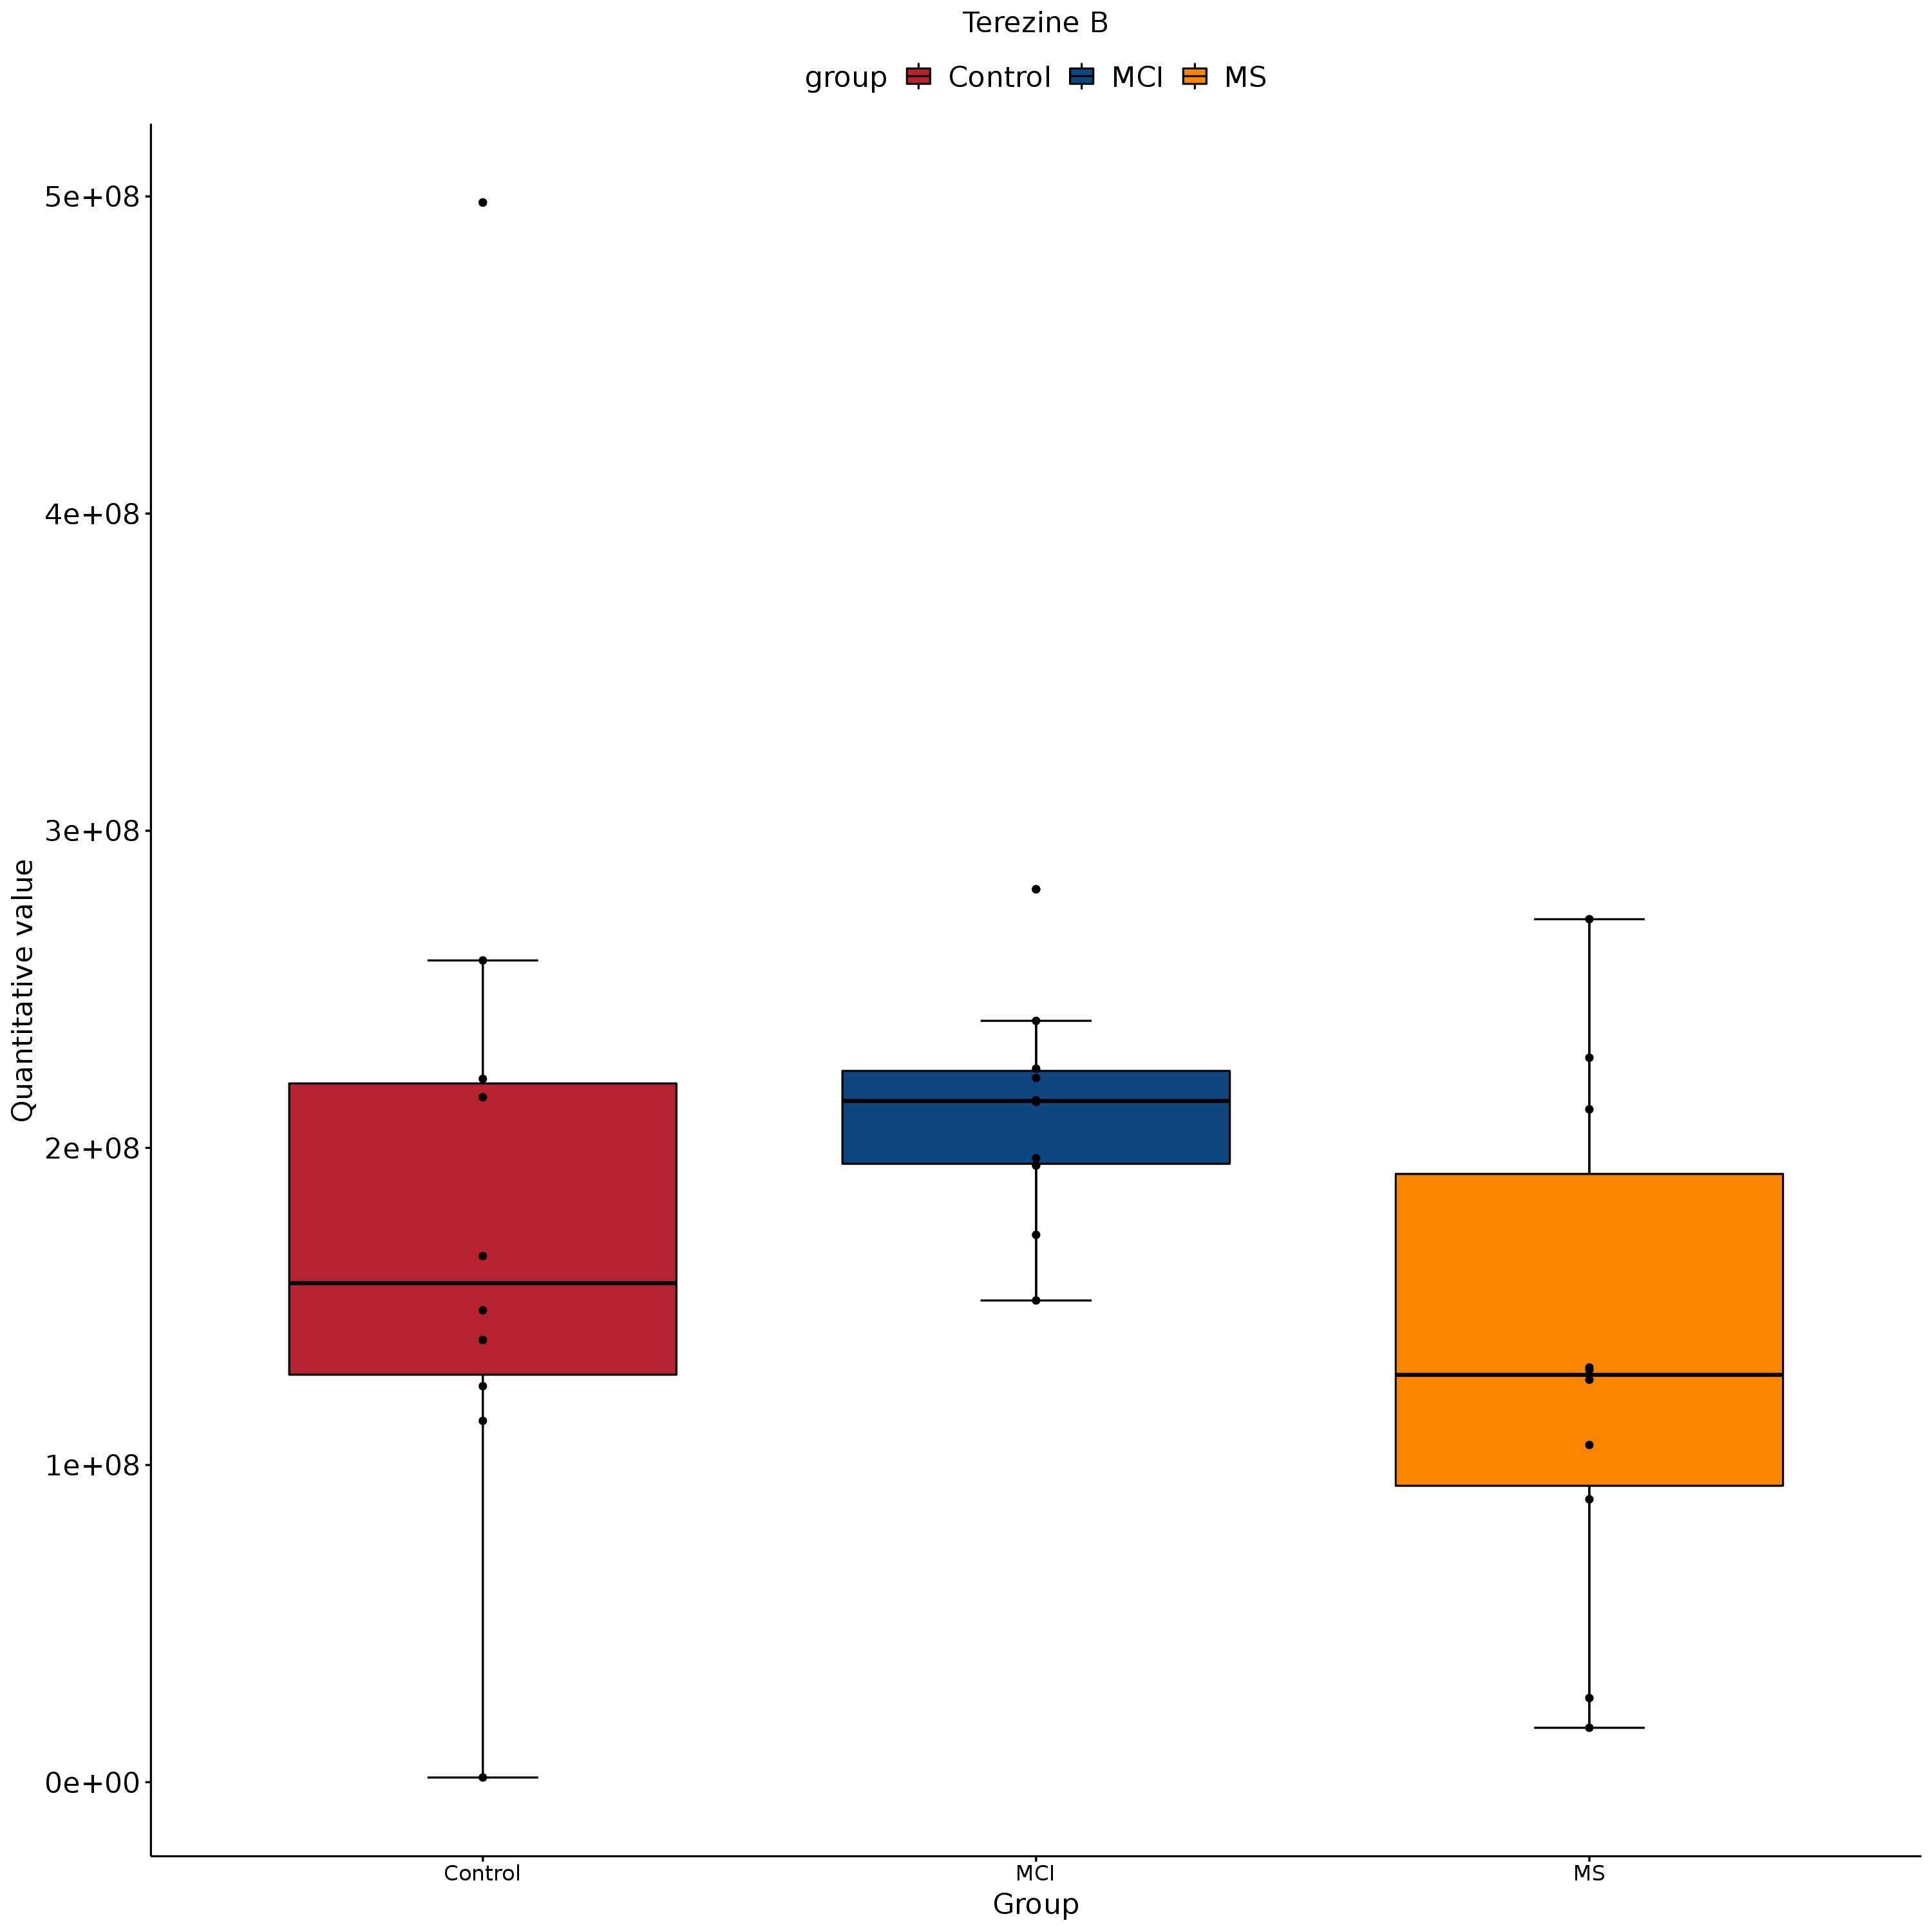 Terezine B
group Control MCI MS
Quantitative value
5e+08
4e+08
3e+08
2e+08
1e+08
0e+00
Control MCI MS
Group